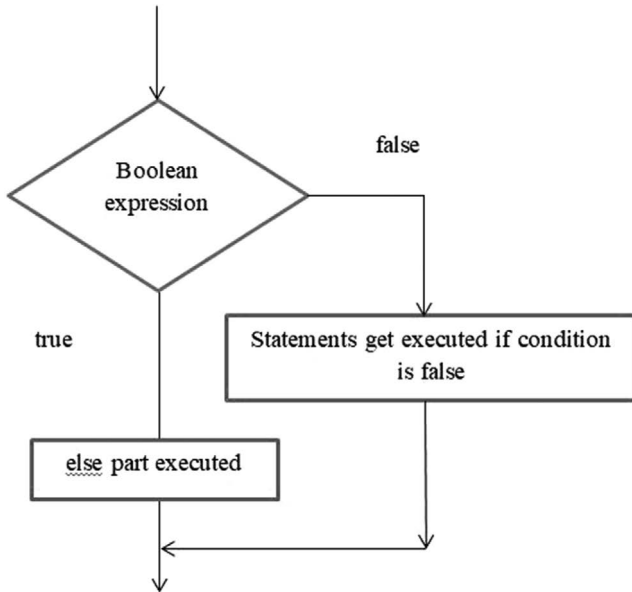 false
Boolean
expression
true
Statements get executed if condition
is false
else part executed